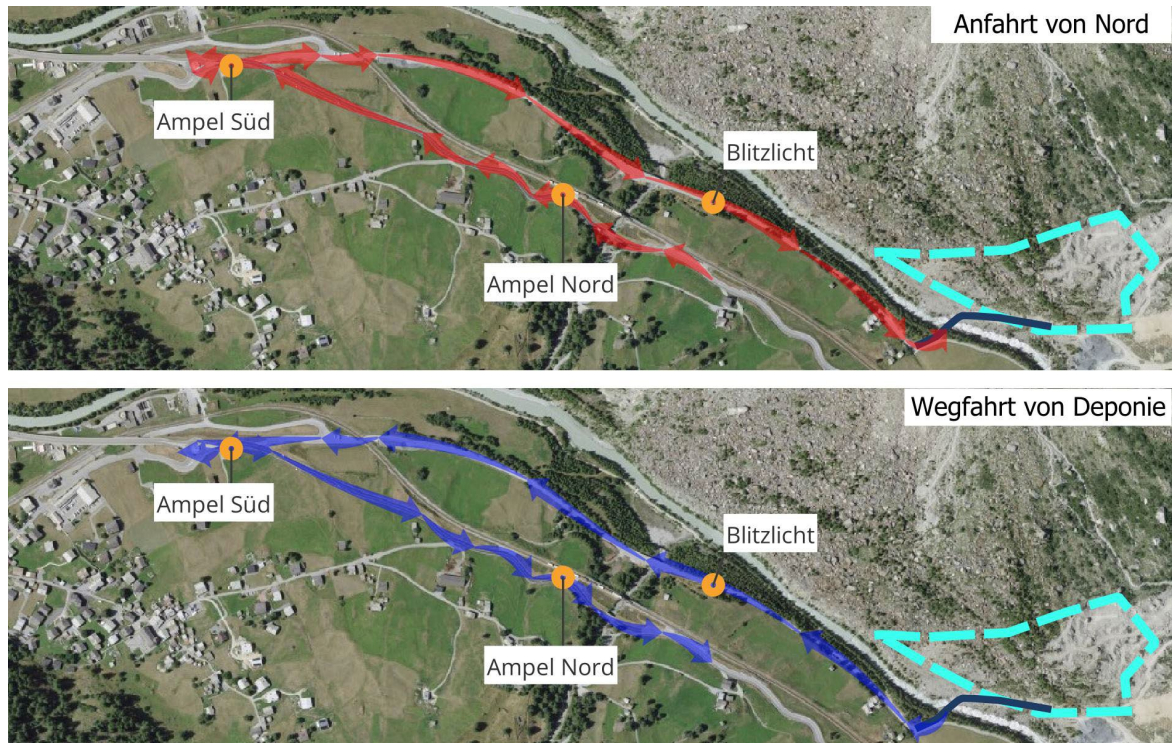 Anfahrt von Nord
Ampel Süd
Blitzlicht
Ampel Nord
Wegfahrt von Deponie
Ampel Süd
Blitzlicht
Ampel Nord